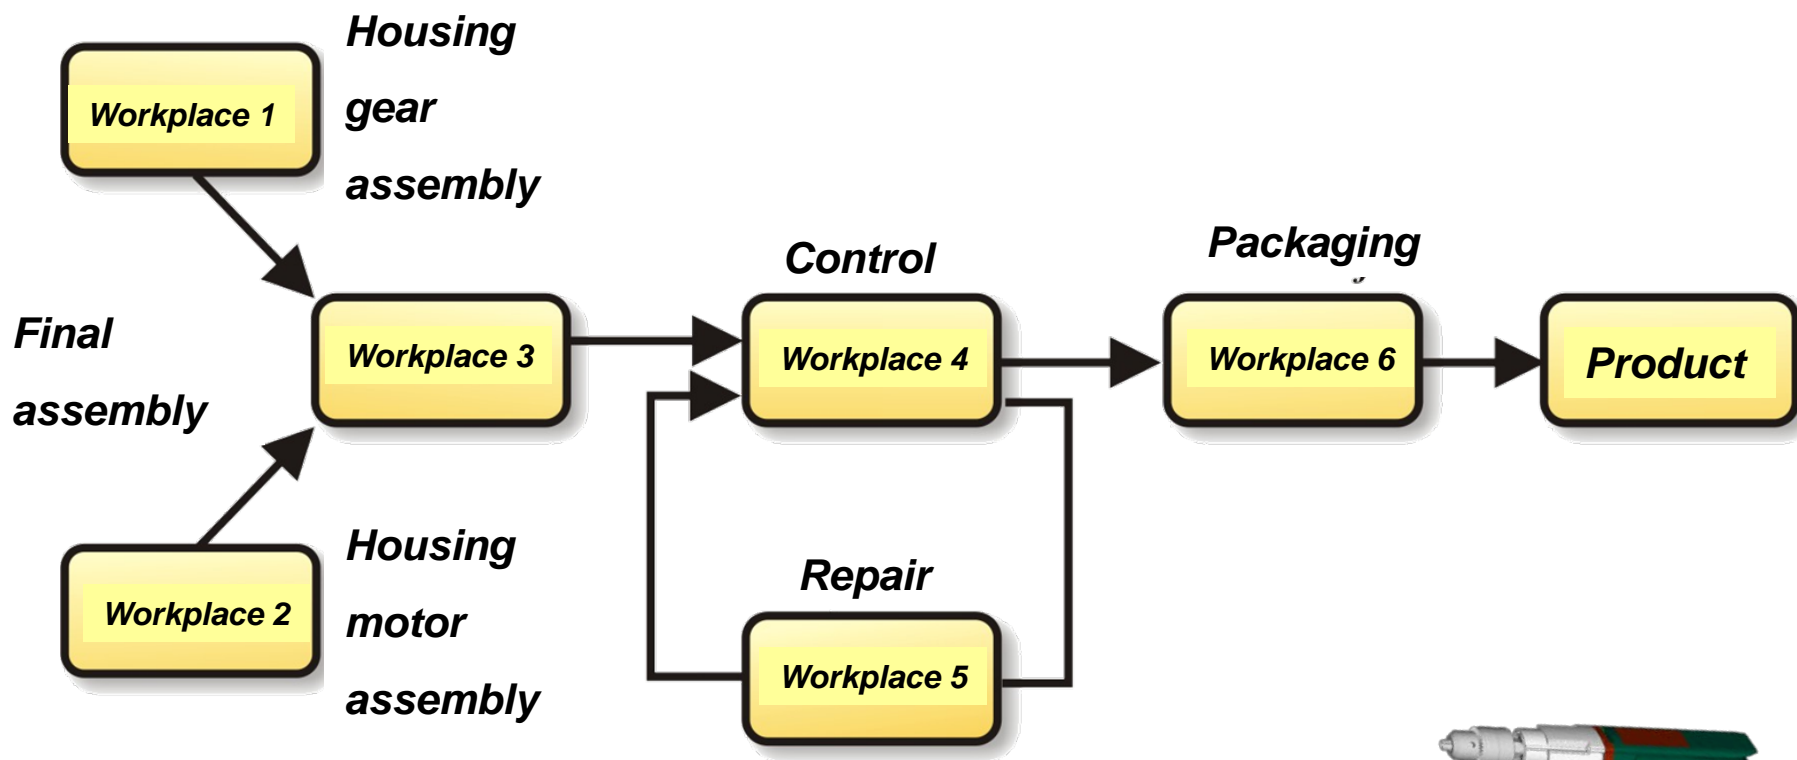 Housing
gear
assembly
Workplace 1
Control
Packaging
Final
assembly
Workplace 3
Workplace 4
Workplace 6
Product
Housing
motor
assembly
Workplace 2
Repair
Workplace 5